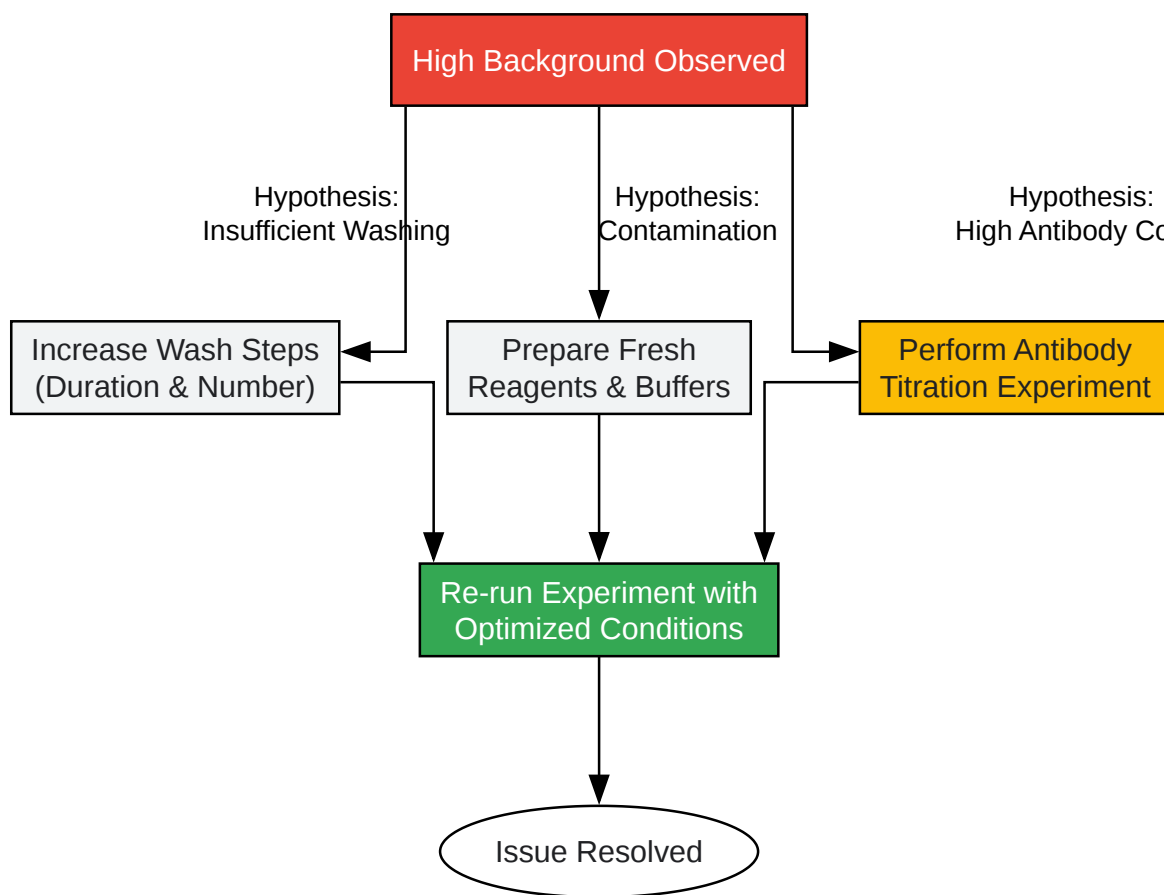 High Background Observed
Hypothesis:
Insufficient Washing
Hypothesis:
Contamination
Hypothesis:
High Antibody
Increase Wash Steps
(Duration & Number)
Prepare Fresh
Reagents & Buffers
Perform Antibody
Titration Experiment
Re-run Experiment with
Optimized Conditions
Issue Resolved